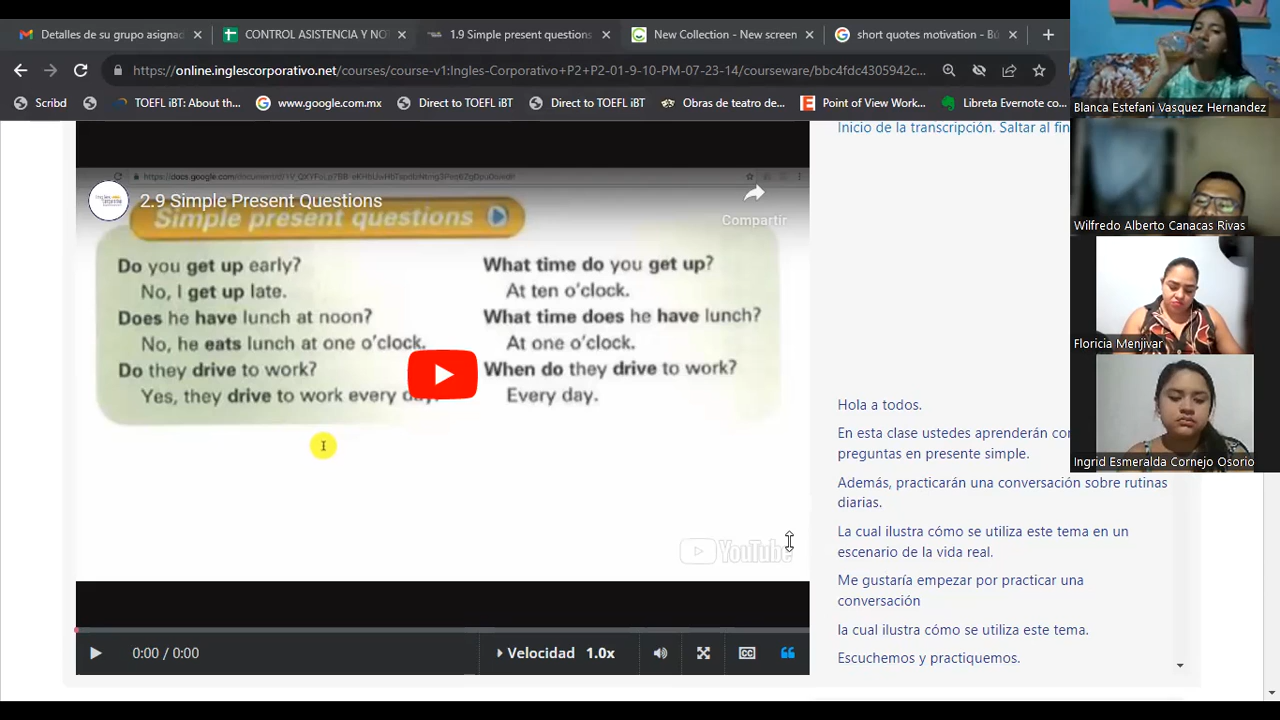 Detalles de su grupo asignac
CONTROL ASISTENCIA Y NO
1.9 Simple present questions
New Collection - New screen
short quotes motivation - Bú
https://online.inglescorporativo.net/courses/course-v1:Ingles-Corporativo+P2+P2-01-9-10-PM-07-23-14/courseware/bbc4fdc4305942c...
Scribd
TOEFL iBT: About th...
www.google.com.mx
Direct to TOEFL iBT
Direct to TOEFL iBT
Obras de teatro de...
Point of View Work...
Libreta Evernote co...
Blanca Estefani Vasquez Hernandez
Wilfredo Alberto Canacas Rivas
Floricia Menjivar
Ingrid Esmeralda Cornejo Osorio
2.9 Simple Present Questions
Compartir
Simple present questions
Do you get up early?
No, I get up late.
Does he have lunch at noon?
No, he eats lunch at one o'clock.
Do they drive to work?
Yes, they drive to work every day.
What time do you get up?
At ten o'clock.
What time does he have lunch?
At one o'clock.
When do they drive to work?
Every day.
YouTube
0:00 / 0:00
Velocidad 1.0x
CC
Inicio de la transcripción. Saltar al fin
Hola a todos.
En esta clase ustedes aprenderán co
preguntas en presente simple.
Además, practicarán una conversación sobre rutinas
diarias.
La cual ilustra cómo se utiliza este tema en un
escenario de la vida real.
Me gustaría empezar por practicar una
conversación
la cual ilustra cómo se utiliza este tema.
Escuchemos y practiquemos.